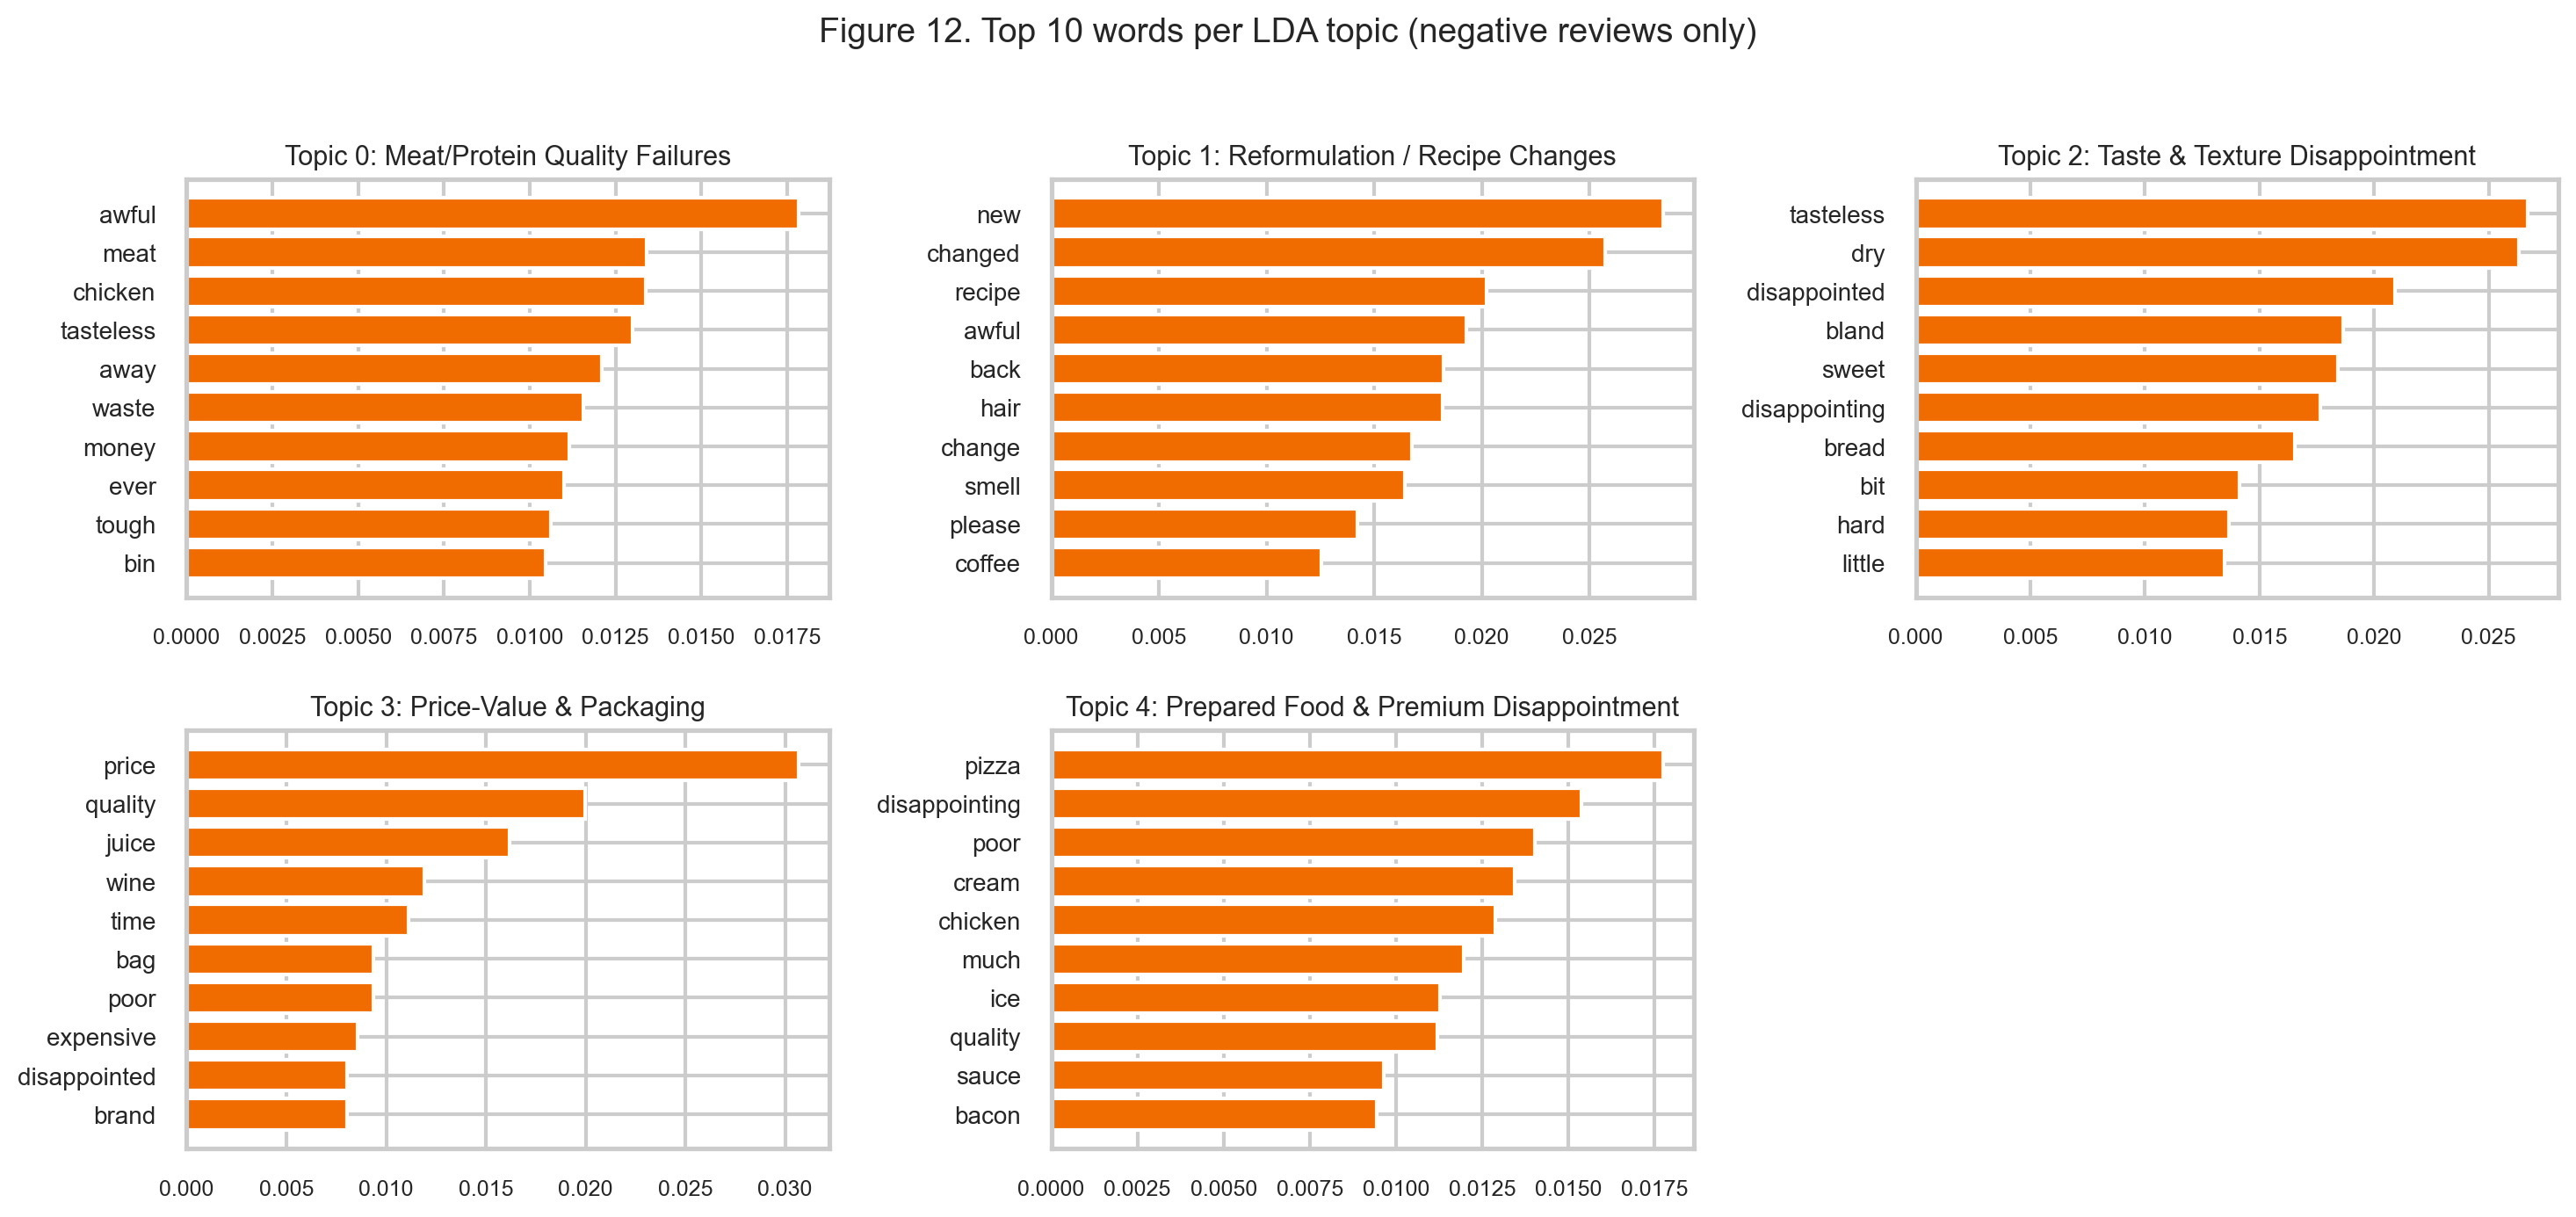 Figure 12. Top 10 words per LDA topic (negative reviews only)
Topic 0: Meat/Protein Quality Failures
awful
meat
chicken
tasteless
away
waste
money
ever
tough
bin
0.0000 0.0025 0.0050 0.0075 0.0100 0.0125 0.0150 0.0175
Topic 1: Reformulation / Recipe Changes
new
changed
recipe
awful
back
hair
change
smell
please
coffee
0.000 0.005 0.010 0.015 0.020 0.025
Topic 2: Taste & Texture Disappointment
tasteless
dry
disappointed
bland
sweet
disappointing
bread
bit
hard
little
0.000 0.005 0.010 0.015 0.020 0.025
Topic 3: Price-Value & Packaging
price
quality
juice
wine
time
bag
poor
expensive
disappointed
brand
0.000 0.005 0.010 0.015 0.020 0.025 0.030
Topic 4: Prepared Food & Premium Disappointment
pizza
disappointing
poor
cream
chicken
much
ice
quality
sauce
bacon
0.0000 0.0025 0.0050 0.0075 0.0100 0.0125 0.0150 0.0175